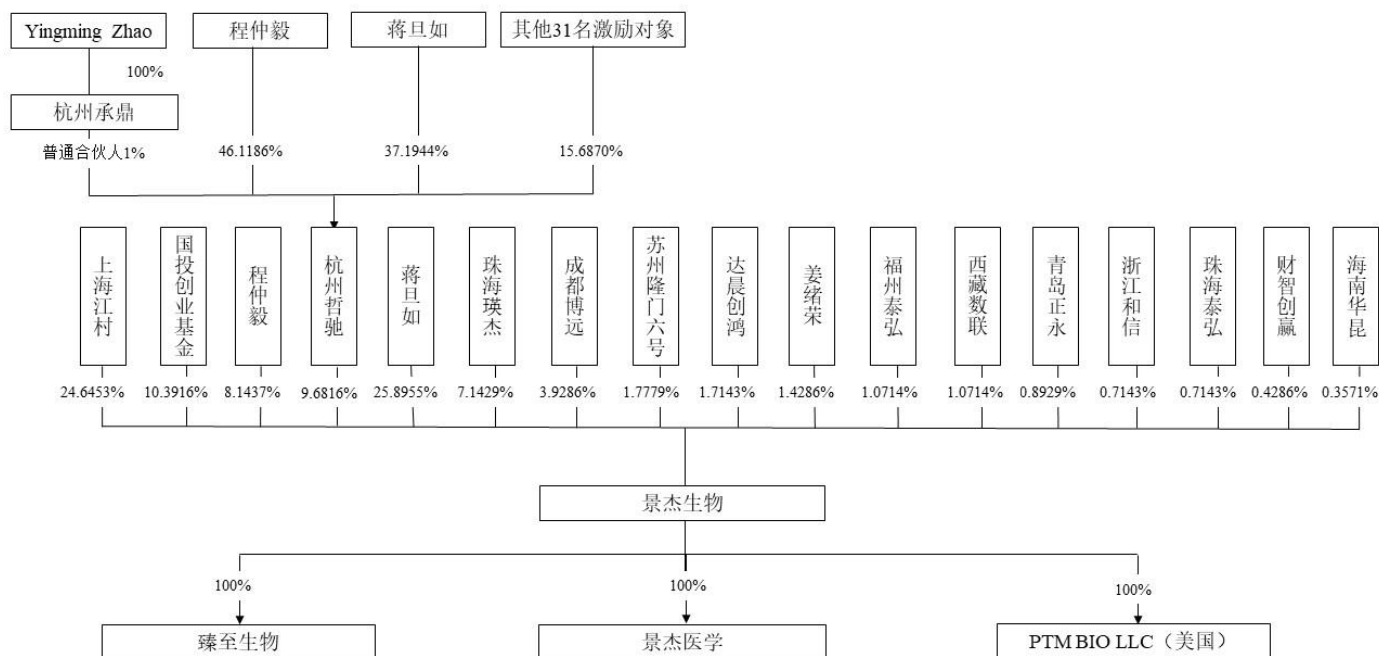 Yingming Zhao
程仲毅
蒋旦如
其他31名激励对象
100%
杭州承鼎
普通合伙人1%
46.1186%
37.1944%
15.6870%
上海江村
国投创业基金
程仲毅
杭州哲驰
蒋旦如
珠海瑛杰
成都博远
苏州隆门六号
达晨创鸿
姜绪荣
福州泰弘
西藏数联
青岛正永
浙江和信
珠海泰弘
财智创赢
海南华昆
24.6453%
10.3916%
8.1437%
9.6816%
25.8955%
7.1429%
3.9286%
1.7779%
1.7143%
1.4286%
1.0714%
1.0714%
0.8929%
0.7143%
0.7143%
0.4286%
0.3571%
景杰生物
100%
100%
100%
臻至生物
景杰医学
PTM BIO LLC（美国）